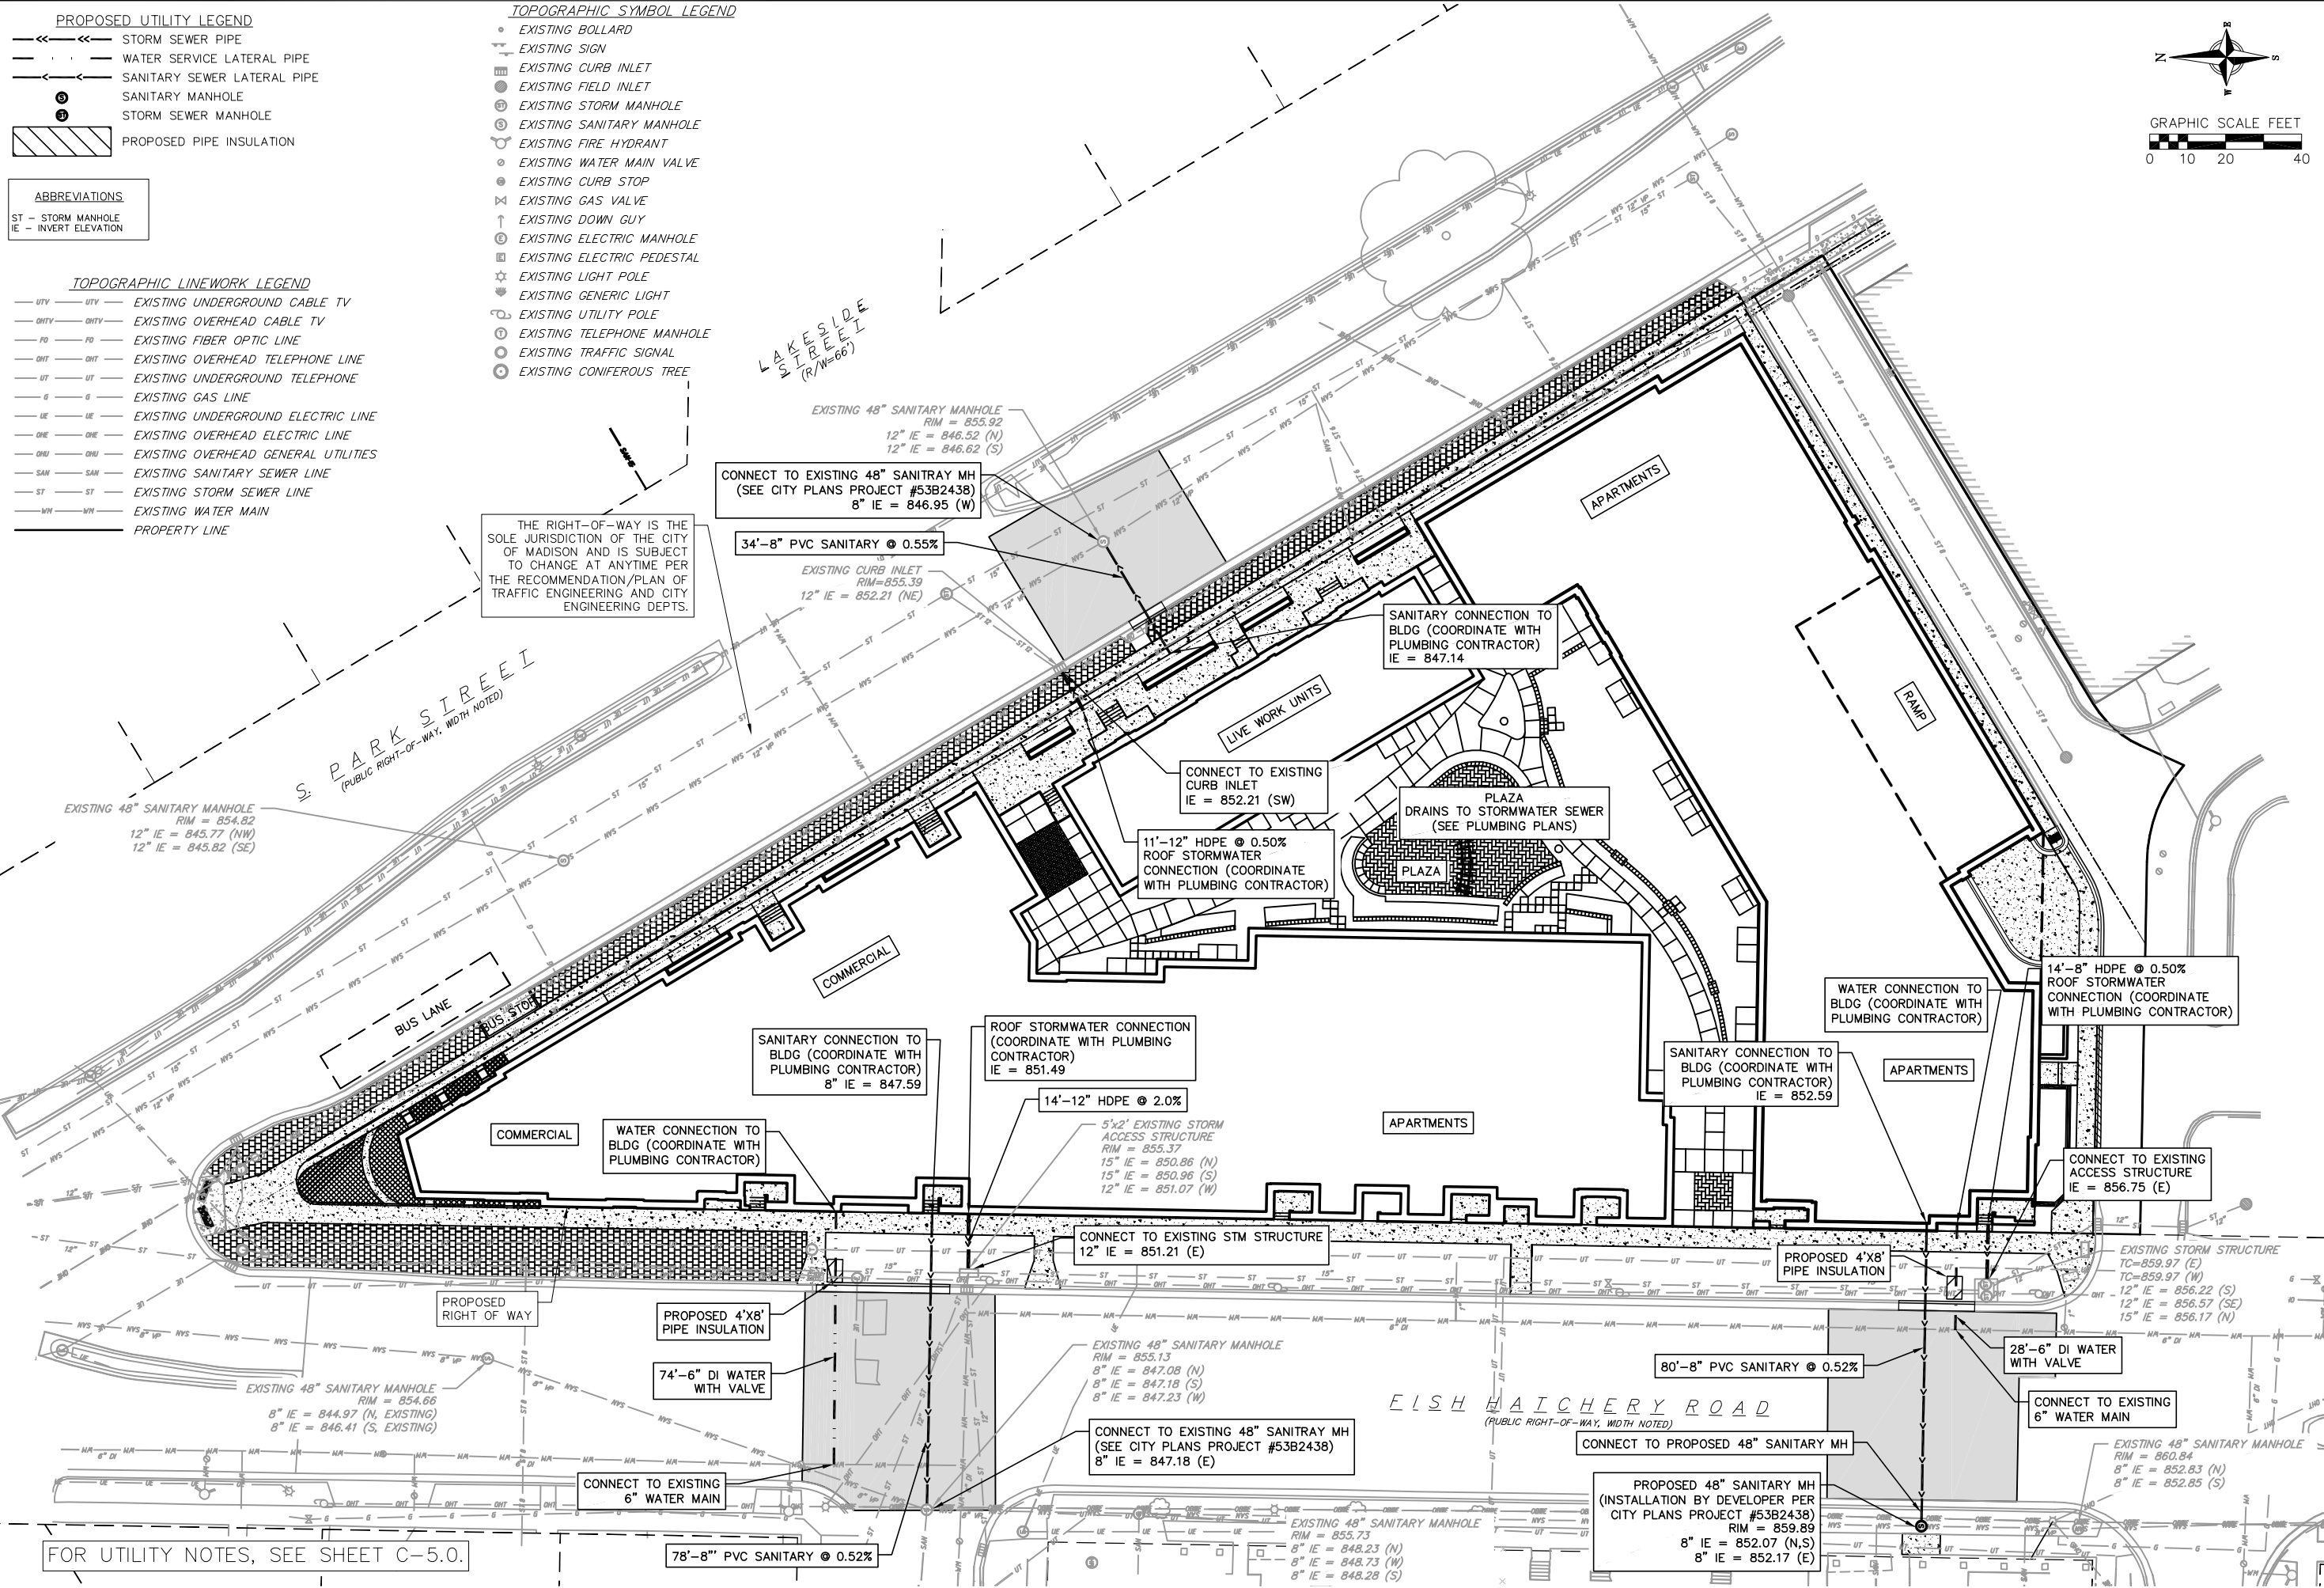 PROPOSED UTILITY LEGEND
STORM SEWER PIPE
WATER SERVICE LATERAL PIPE
SANITARY SEWER LATERAL PIPE
SANITARY MANHOLE
STORM SEWER MANHOLE
PROPOSED PIPE INSULATION
ABBREVIATIONS
ST – STORM MANHOLE
IE – INVERT ELEVATION
TOPOGRAPHIC LINEWORK LEGEND
UTV UTV EXISTING UNDERGROUND CABLE TV
OHTV OHTV EXISTING OVERHEAD CABLE TV
FO FO EXISTING FIBER OPTIC LINE
OHT OHT EXISTING OVERHEAD TELEPHONE LINE
UT UT EXISTING UNDERGROUND TELEPHONE
G G EXISTING GAS LINE
UE UE EXISTING UNDERGROUND ELECTRIC LINE
OHE OHE EXISTING OVERHEAD ELECTRIC LINE
OHU OHU EXISTING OVERHEAD GENERAL UTILITIES
SAN SAN EXISTING SANITARY SEWER LINE
ST ST EXISTING STORM SEWER LINE
WM WM EXISTING WATER MAIN
PROPERTY LINE
TOPOGRAPHIC SYMBOL LEGEND
EXISTING BOLLARD
EXISTING SIGN
EXISTING CURB INLET
EXISTING FIELD INLET
EXISTING STORM MANHOLE
EXISTING SANITARY MANHOLE
EXISTING FIRE HYDRANT
EXISTING WATER MAIN VALVE
EXISTING CURB STOP
EXISTING GAS VALVE
EXISTING DOWN GUY
EXISTING ELECTRIC MANHOLE
EXISTING ELECTRIC PEDESTAL
EXISTING LIGHT POLE
EXISTING GENERIC LIGHT
EXISTING UTILITY POLE
EXISTING TELEPHONE MANHOLE
EXISTING TRAFFIC SIGNAL
EXISTING CONIFEROUS TREE
N
E
S
W
GRAPHIC SCALE FEET
0 10 20 40
LAKESIDE
STREET
(R/W=66')
EXISTING 48" SANITARY MANHOLE
RIM = 855.92
12" IE = 846.52 (N)
12" IE = 846.62 (S)
CONNECT TO EXISTING 48" SANITRAY MH
(SEE CITY PLANS PROJECT #53B2438)
8" IE = 846.95 (W)
34'-8" PVC SANITARY @ 0.55%
EXISTING CURB INLET
RIM=855.39
12" IE = 852.21 (NE)
THE RIGHT-OF-WAY IS THE
SOLE JURISDICTION OF THE CITY
OF MADISON AND IS SUBJECT
TO CHANGE AT ANYTIME PER
THE RECOMMENDATION/PLAN OF
TRAFFIC ENGINEERING AND CITY
ENGINEERING DEPTS.
S. PARK STREET
(PUBLIC RIGHT-OF-WAY, WIDTH NOTED)
EXISTING 48" SANITARY MANHOLE
RIM = 854.82
12" IE = 845.77 (NW)
12" IE = 845.82 (SE)
APARTMENTS
SANITARY CONNECTION TO
BLDG (COORDINATE WITH
PLUMBING CONTRACTOR)
IE = 847.14
RAMP
LIVE WORK UNITS
CONNECT TO EXISTING
CURB INLET
IE = 852.21 (SW)
PLAZA
DRAINS TO STORMWATER SEWER
(SEE PLUMBING PLANS)
11'-12" HDPE @ 0.50%
ROOF STORMWATER
CONNECTION (COORDINATE
WITH PLUMBING CONTRACTOR)
PLAZA
COMMERCIAL
BUS LANE
BUS STOP
14'-8" HDPE @ 0.50%
ROOF STORMWATER
CONNECTION (COORDINATE
WITH PLUMBING CONTRACTOR)
WATER CONNECTION TO
BLDG (COORDINATE WITH
PLUMBING CONTRACTOR)
SANITARY CONNECTION TO
BLDG (COORDINATE WITH
PLUMBING CONTRACTOR)
8" IE = 847.59
ROOF STORMWATER CONNECTION
(COORDINATE WITH PLUMBING
CONTRACTOR)
IE = 851.49
SANITARY CONNECTION TO
BLDG (COORDINATE WITH
PLUMBING CONTRACTOR)
IE = 852.59
APARTMENTS
14'-12" HDPE @ 2.0%
COMMERCIAL
WATER CONNECTION TO
BLDG (COORDINATE WITH
PLUMBING CONTRACTOR)
5'x2' EXISTING STORM
ACCESS STRUCTURE
RIM = 855.37
15" IE = 850.86 (N)
15" IE = 850.96 (S)
12" IE = 851.07 (W)
APARTMENTS
CONNECT TO EXISTING
ACCESS STRUCTURE
IE = 856.75 (E)
CONNECT TO EXISTING STM STRUCTURE
12" IE = 851.21 (E)
PROPOSED 4'X8'
PIPE INSULATION
EXISTING STORM STRUCTURE
TC=859.97 (E)
TC=859.97 (W)
12" IE = 856.22 (S)
12" IE = 856.57 (SE)
15" IE = 856.17 (N)
PROPOSED
RIGHT OF WAY
PROPOSED 4'X8'
PIPE INSULATION
74'-6" DI WATER
WITH VALVE
EXISTING 48" SANITARY MANHOLE
RIM = 855.13
8" IE = 847.08 (N)
8" IE = 847.18 (S)
8" IE = 847.23 (W)
80'-8" PVC SANITARY @ 0.52%
28'-6" DI WATER
WITH VALVE
EXISTING 48" SANITARY MANHOLE
RIM = 854.66
8" IE = 844.97 (N, EXISTING)
8" IE = 846.41 (S, EXISTING)
FISH HATCHERY ROAD
(PUBLIC RIGHT-OF-WAY, WIDTH NOTED)
CONNECT TO EXISTING
6" WATER MAIN
CONNECT TO EXISTING 48" SANITRAY MH
(SEE CITY PLANS PROJECT #53B2438)
8" IE = 847.18 (E)
CONNECT TO PROPOSED 48" SANITARY MH
EXISTING 48" SANITARY MANHOLE
RIM = 860.84
8" IE = 852.83 (N)
8" IE = 852.85 (S)
CONNECT TO EXISTING
6" WATER MAIN
PROPOSED 48" SANITARY MH
(INSTALLATION BY DEVELOPER PER
CITY PLANS PROJECT #53B2438)
RIM = 859.89
8" IE = 852.07 (N,S)
8" IE = 852.17 (E)
EXISTING 48" SANITARY MANHOLE
RIM = 855.73
8" IE = 848.23 (N)
8" IE = 848.73 (W)
8" IE = 848.28 (S)
78'-8"' PVC SANITARY @ 0.52%
FOR UTILITY NOTES, SEE SHEET C-5.0.